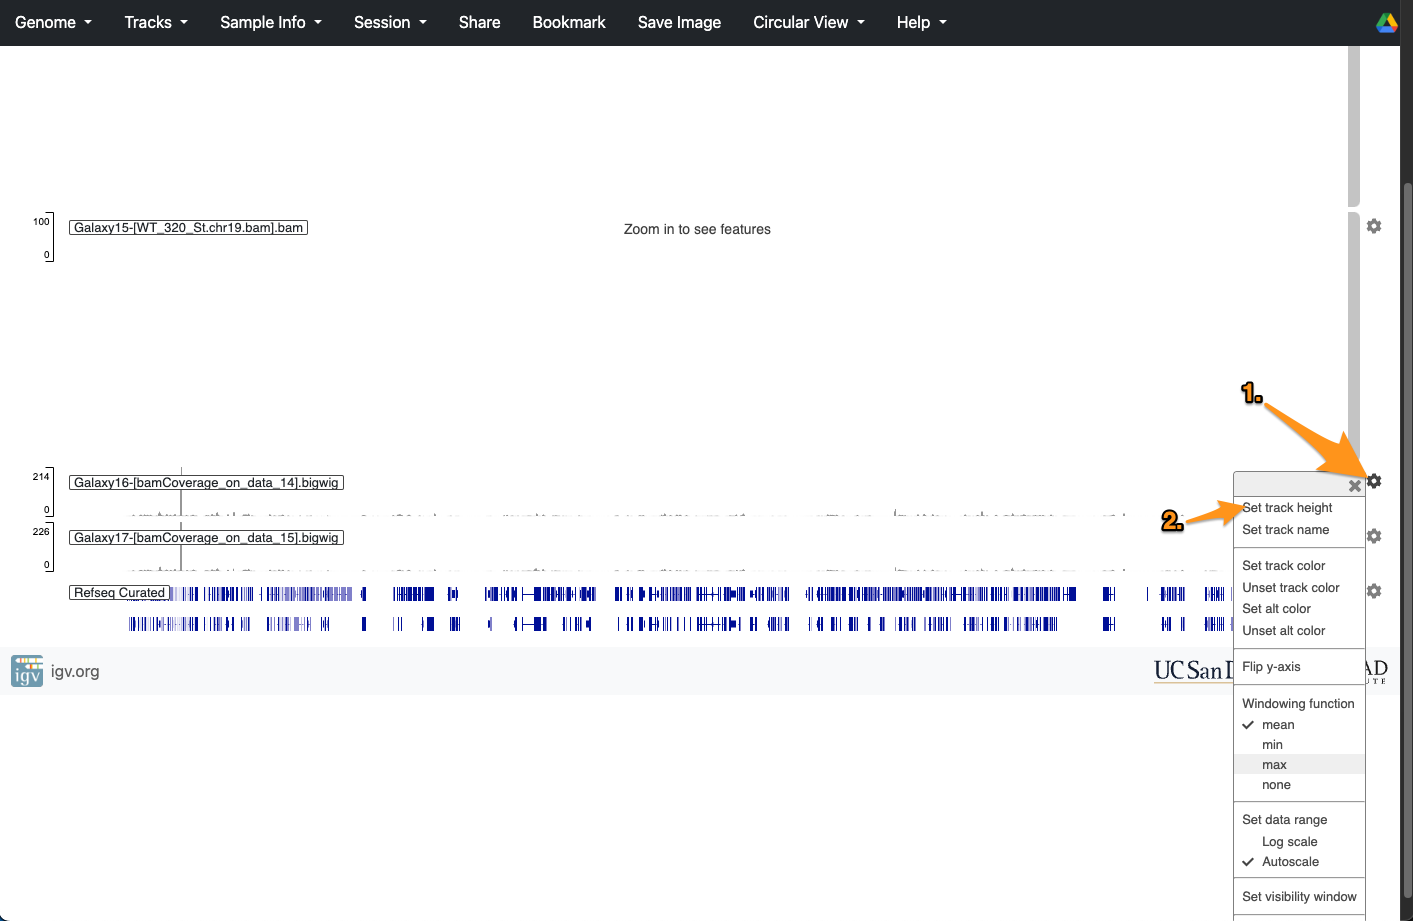 Genome Tracks Sample Info Session Share Bookmark Save Image Circular View Help
100
Galaxy15-[WT_320_St.chr19.bam].bam
Zoom in to see features
0
1.
214
Galaxy16-[bamCoverage_on_data_14].bigwig
0
2.
Set track height
Set track name
226
Galaxy17-[bamCoverage_on_data_15].bigwig
0
Set track color
Unset track color
Refseq Curated
Set alt color
Unset alt color
igv igv.org
UC San D
AD
UTE
Flip y-axis
Windowing function
mean
min
max
none
Set data range
Log scale
Autoscale
Set visibility window